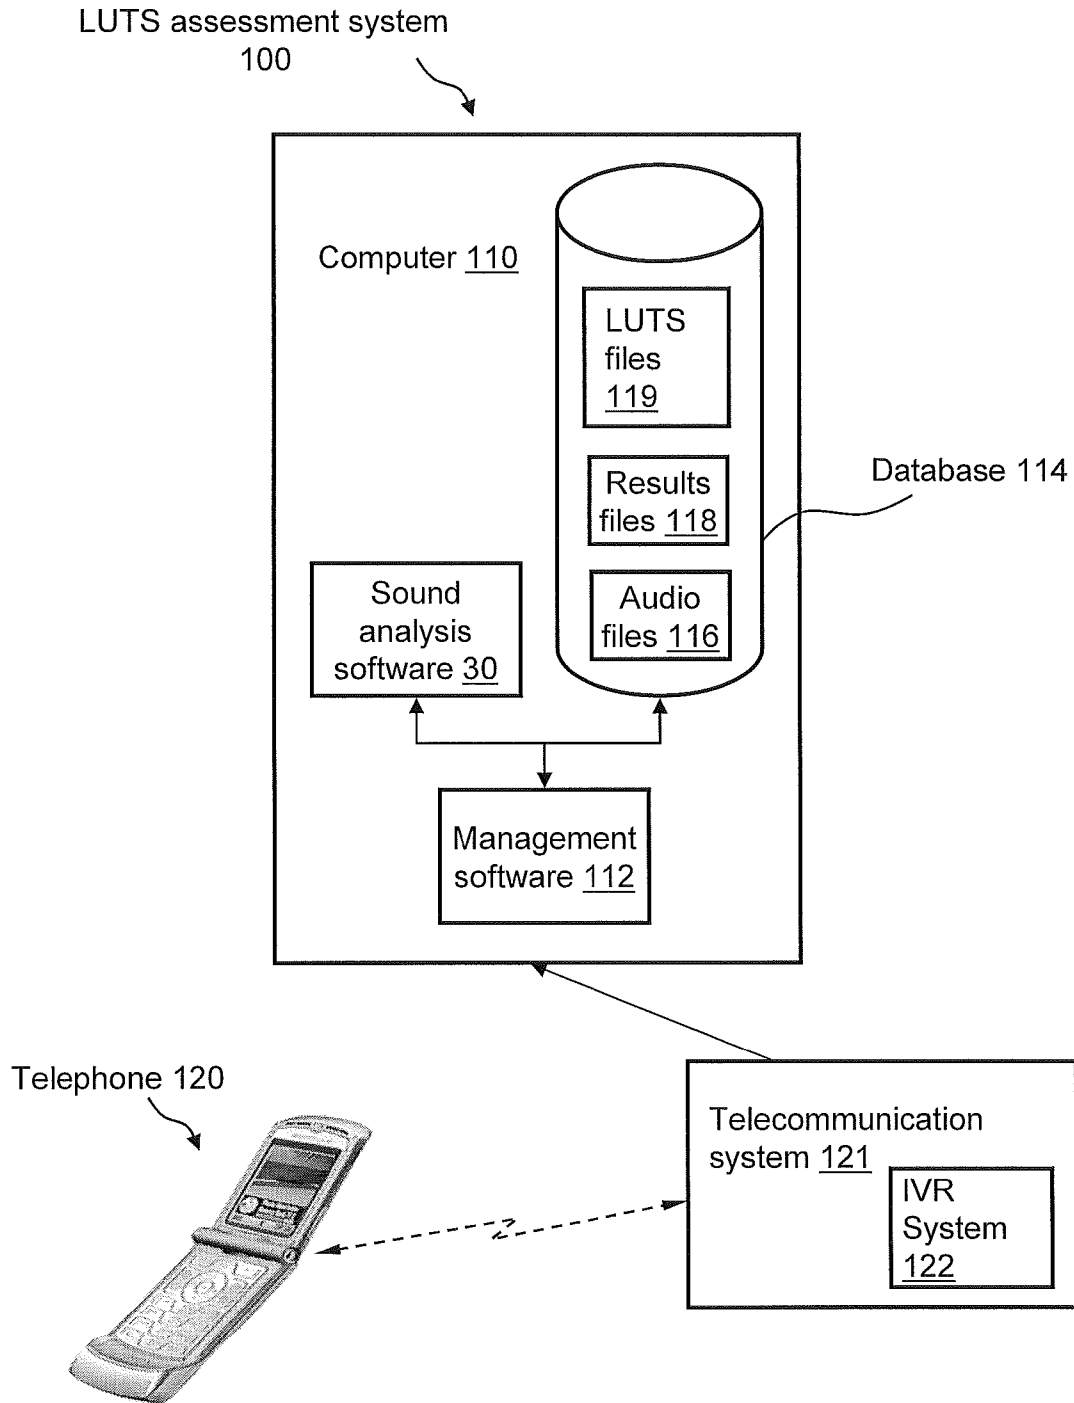 LUTS assessment system
100
Computer 110
LUTS
files
119
Results
files 118
Database 114
Audio
files 116
Sound
analysis
software 30
Management
software 112
Telephone 120
Telecommunication
system 121
IVR
System
122